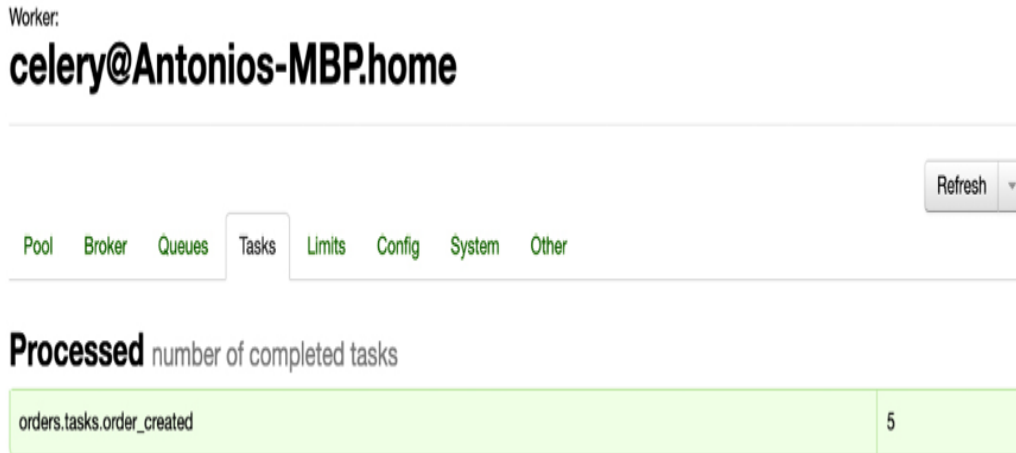 Worker:
celery@Antonios-MBP.home
Refresh
Pool Broker Queues Tasks Limits Config System Other
Processed number of completed tasks
orders.tasks.order_created 5